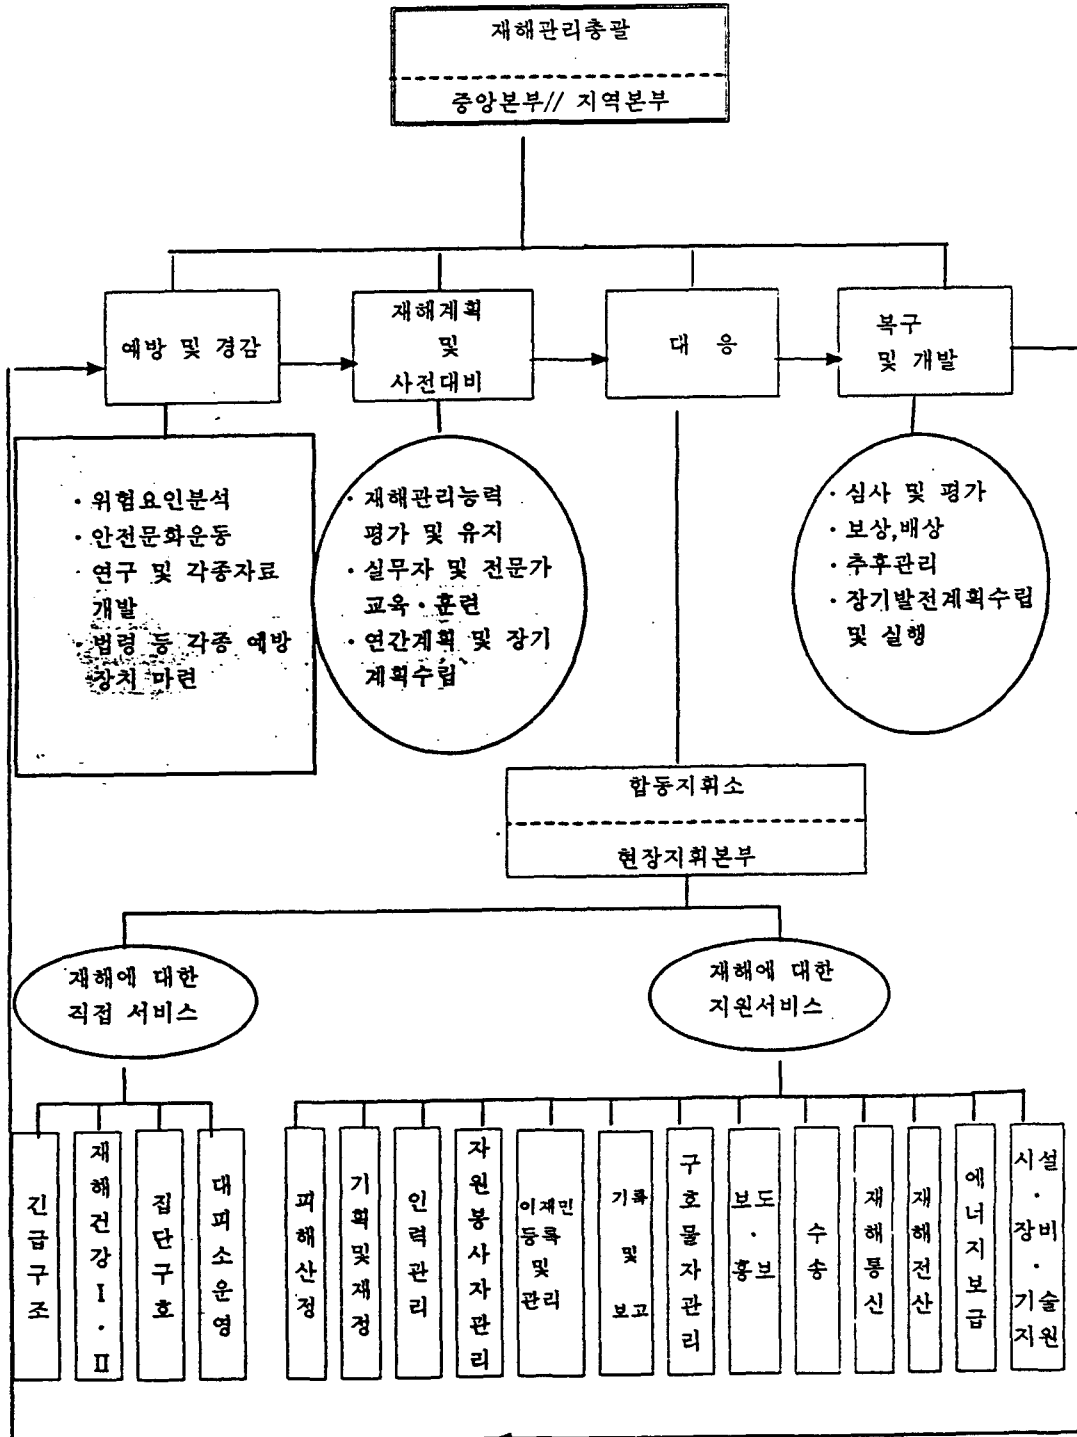 재해관리총괄
중앙본부// 지역본부
예방 및 경감
재해계획
및
사전대비
대 응
복구
및 개발
· 위험요인분석
· 안전문화운동
· 연구 및 각종자료
개발
· 법령 등 각종 예방
장치 마련
· 재해관리능력
평가 및 유지
· 실무자 및 전문가
교육·훈련
· 연간계획 및 장기
계획수립
· 심사 및 평가
· 보상,배상
· 추후관리
· 장기발전계획수립
및 실행
합동지휘소
현장지휘본부
재해에 대한
직접 서비스
재해에 대한
지원서비스
긴급구조
재해건강Ⅰ·Ⅱ
집단구호
대피소운영
피해산정
기획및재정
인력관리
자원봉사자관리
이재민
등록
및
관리
기록
및
보고
구호물자관리
보도
·
홍보
수송
재해통신
재해전산
에너지보급
시설
·
장비
·
기술
지원